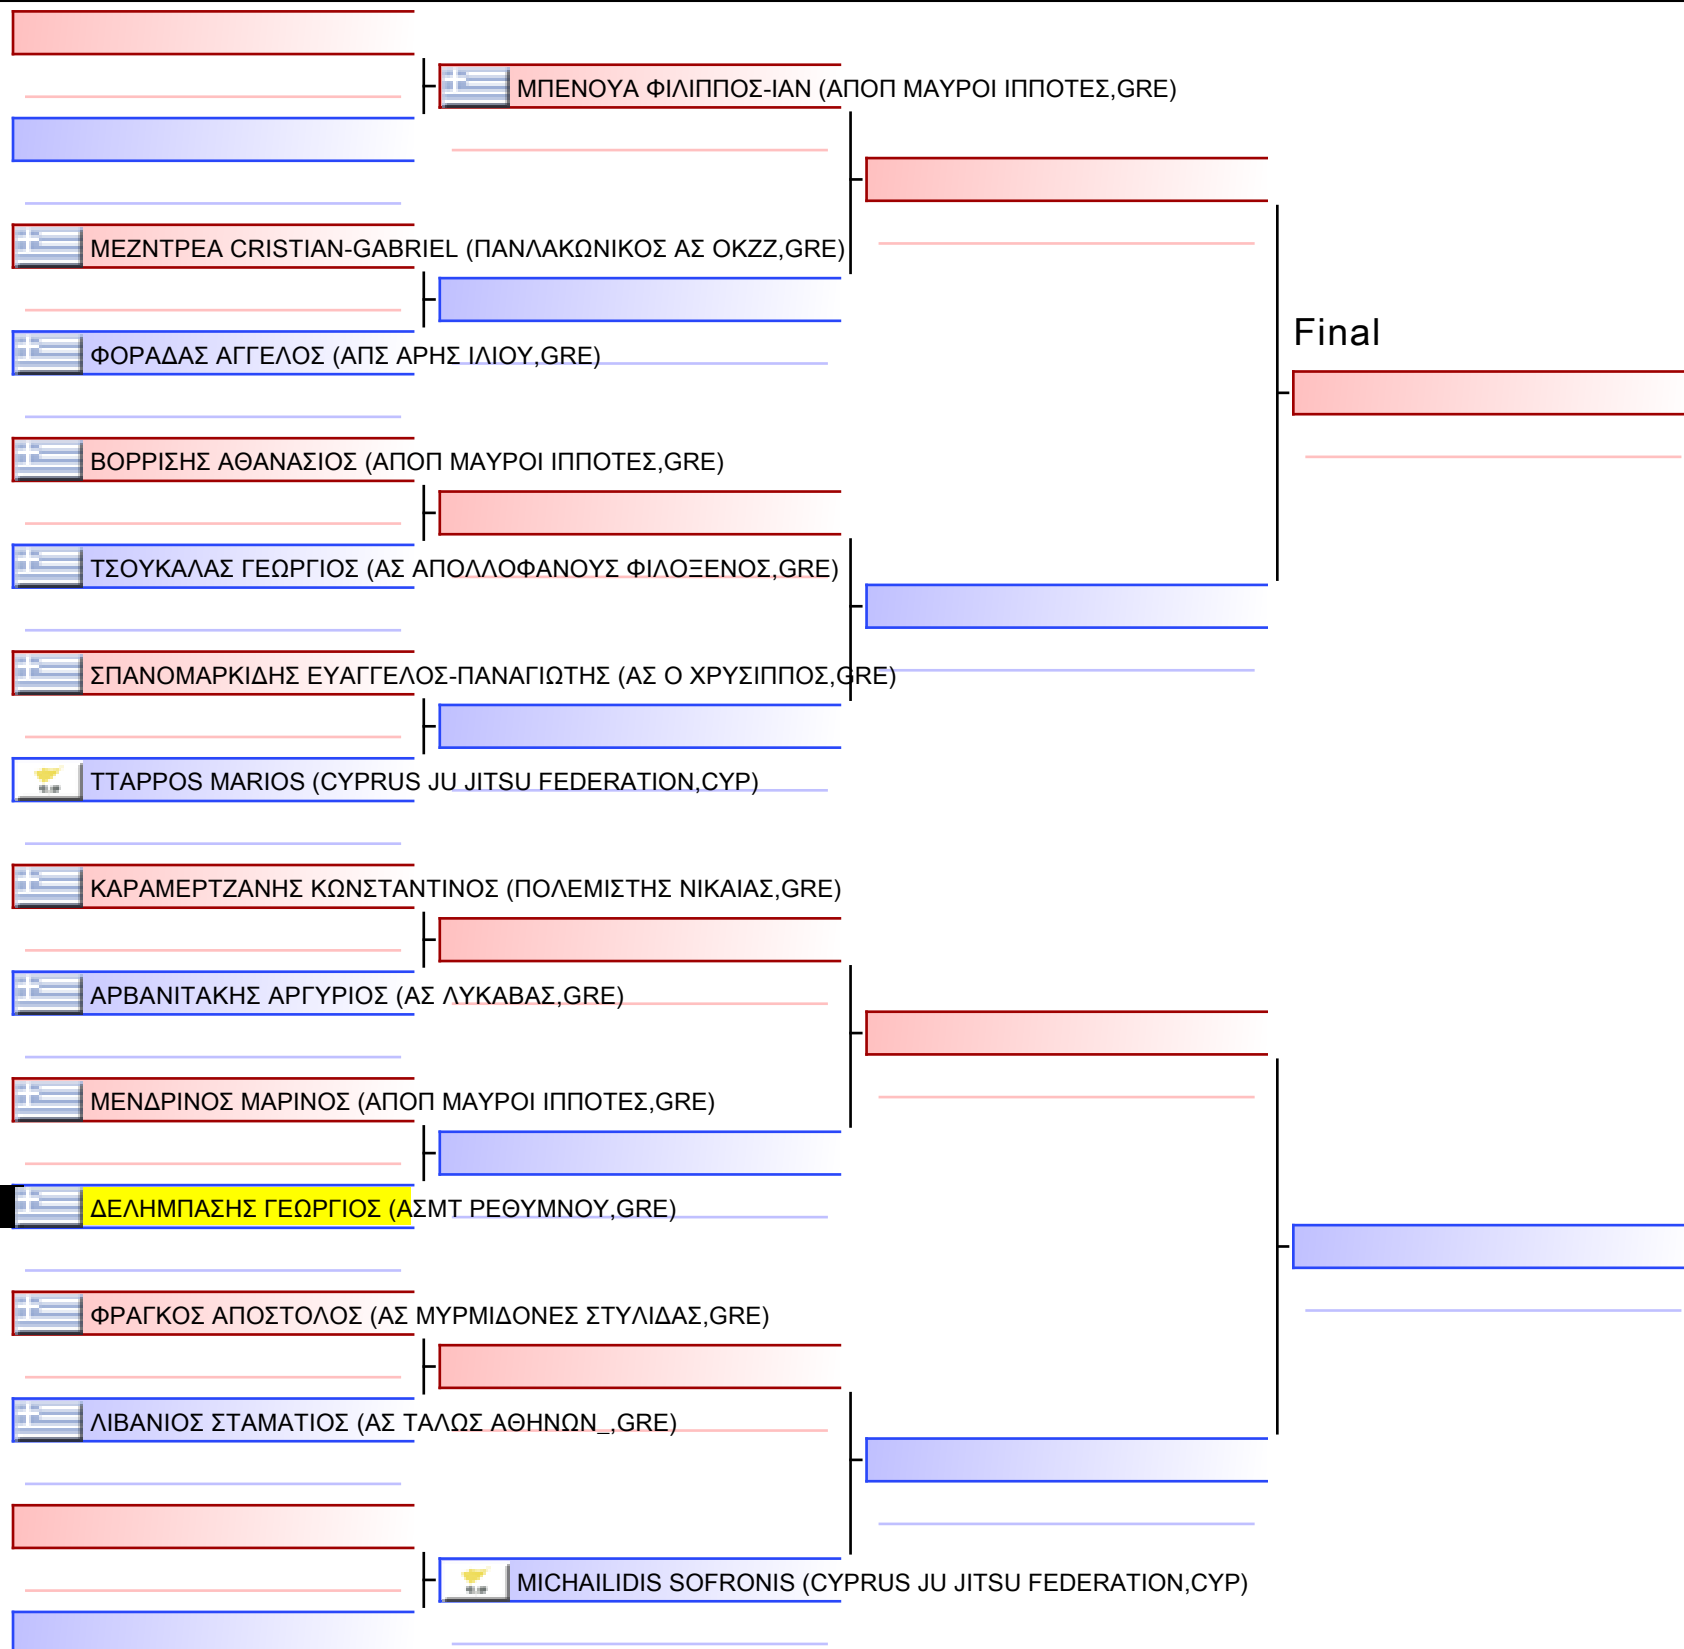 ΜΠΕΝΟΥΑ ΦΙΛΙΠΠΟΣ-ΙΑΝ (ΑΠΟΠ ΜΑΥΡΟΙ ΙΠΠΟΤΕΣ,GRE)
ΜΕΖΝΤΡΕΑ CRISTIAN-GABRIEL (ΠΑΝΛΑΚΩΝΙΚΟΣ ΑΣ ΟΚΖΖ,GRE)
Final
ΦΟΡΑΔΑΣ ΑΓΓΕΛΟΣ (ΑΠΣ ΑΡΗΣ ΙΛΙΟΥ,GRE)
ΒΟΡΡΙΣΗΣ ΑΘΑΝΑΣΙΟΣ (ΑΠΟΠ ΜΑΥΡΟΙ ΙΠΠΟΤΕΣ,GRE)
ΤΣΟΥΚΑΛΑΣ ΓΕΩΡΓΙΟΣ (ΑΣ ΑΠΟΛΛΟΦΑΝΟΥΣ ΦΙΛΟΞΕΝΟΣ,GRE)
ΣΠΑΝΟΜΑΡΚΙΔΗΣ ΕΥΑΓΓΕΛΟΣ-ΠΑΝΑΓΙΩΤΗΣ (ΑΣ Ο ΧΡΥΣΙΠΠΟΣ,GRE)
TTAPPOS MARIOS (CYPRUS JU JITSU FEDERATION,CYP)
ΚΑΡΑΜΕΡΤΖΑΝΗΣ ΚΩΝΣΤΑΝΤΙΝΟΣ (ΠΟΛΕΜΙΣΤΗΣ ΝΙΚΑΙΑΣ,GRE)
ΑΡΒΑΝΙΤΑΚΗΣ ΑΡΓΥΡΙΟΣ (ΑΣ ΛΥΚΑΒΑΣ,GRE)
ΜΕΝΔΡΙΝΟΣ ΜΑΡΙΝΟΣ (ΑΠΟΠ ΜΑΥΡΟΙ ΙΠΠΟΤΕΣ,GRE)
ΔΕΛΗΜΠΑΣΗΣ ΓΕΩΡΓΙΟΣ (ΑΣΜΤ ΡΕΘΥΜΝΟΥ,GRE)
ΦΡΑΓΚΟΣ ΑΠΟΣΤΟΛΟΣ (ΑΣ ΜΥΡΜΙΔΟΝΕΣ ΣΤΥΛΙΔΑΣ,GRE)
ΛΙΒΑΝΙΟΣ ΣΤΑΜΑΤΙΟΣ (ΑΣ ΤΑΛΩΣ ΑΘΗΝΩΝ_,GRE)
MICHAILIDIS SOFRONIS (CYPRUS JU JITSU FEDERATION,CYP)